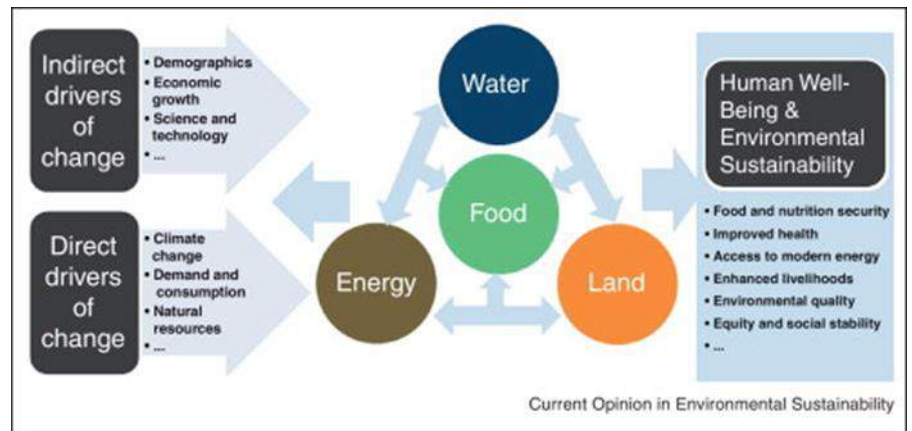 Indirect
drivers
of
change
• Demographics
• Economic
growth
• Science and
technology
• ...
Direct
drivers
of
change
• Climate
change
• Demand and
consumption
• Natural
resources
• ...
Water
Food
Energy
Land
Human Well-
Being &
Environmental
Sustainability
• Food and nutrition security
• Improved health
• Access to modern energy
• Enhanced livelihoods
• Environmental quality
• Equity and social stability
• ...
Current Opinion in Environmental Sustainability